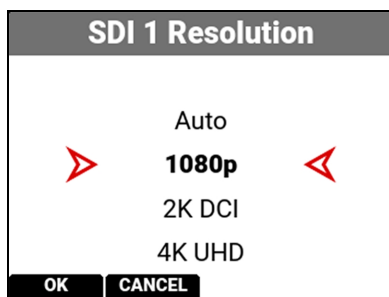 SDI 1 Resolution
Auto
1080p
2K DCI
4K UHD
OK CANCEL